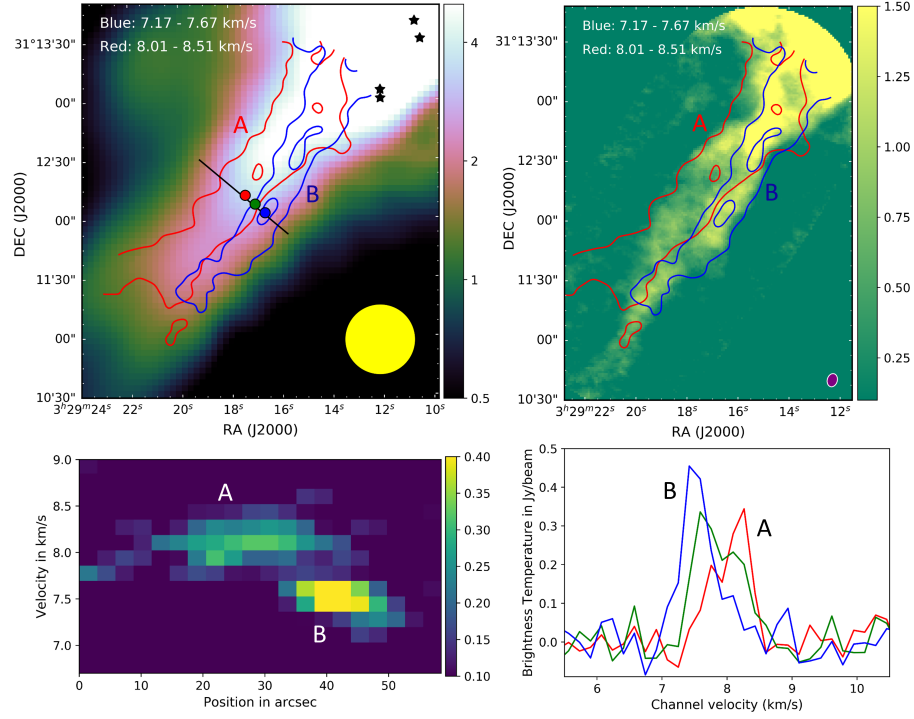 Blue: 7.17 - 7.67 km/s
Red: 8.01 - 8.51 km/s
A
B
31°13'30"
00"
12'30"
00"
11'30"
00"
10'30"
DEC (J2000)
3ʰ29ᵐ24ˢ
20ˢ
18ˢ
16ˢ
14ˢ
12ˢ
10ˢ
RA (J2000)
4
2
1
0.5
Blue: 7.17 - 7.67 km/s
Red: 8.01 - 8.51 km/s
A
B
31°13'30"
00"
12'30"
00"
11'30"
00"
10'30"
DEC (J2000)
3ʰ29ᵐ22ˢ
20ˢ
18ˢ
16ˢ
14ˢ
12ˢ
RA (J2000)
1.50
1.25
1.00
0.75
0.50
0.25
A
B
9.0
8.5
8.0
7.5
7.0
Velocity in km/s
0
10
20
30
40
50
Position in arcsec
0.40
0.35
0.30
0.25
0.20
0.15
0.10
B
A
0.5
0.4
0.3
0.2
0.1
0.0
Brightness Temperature in Jy/beam
6
7
8
9
10
Channel velocity (km/s)